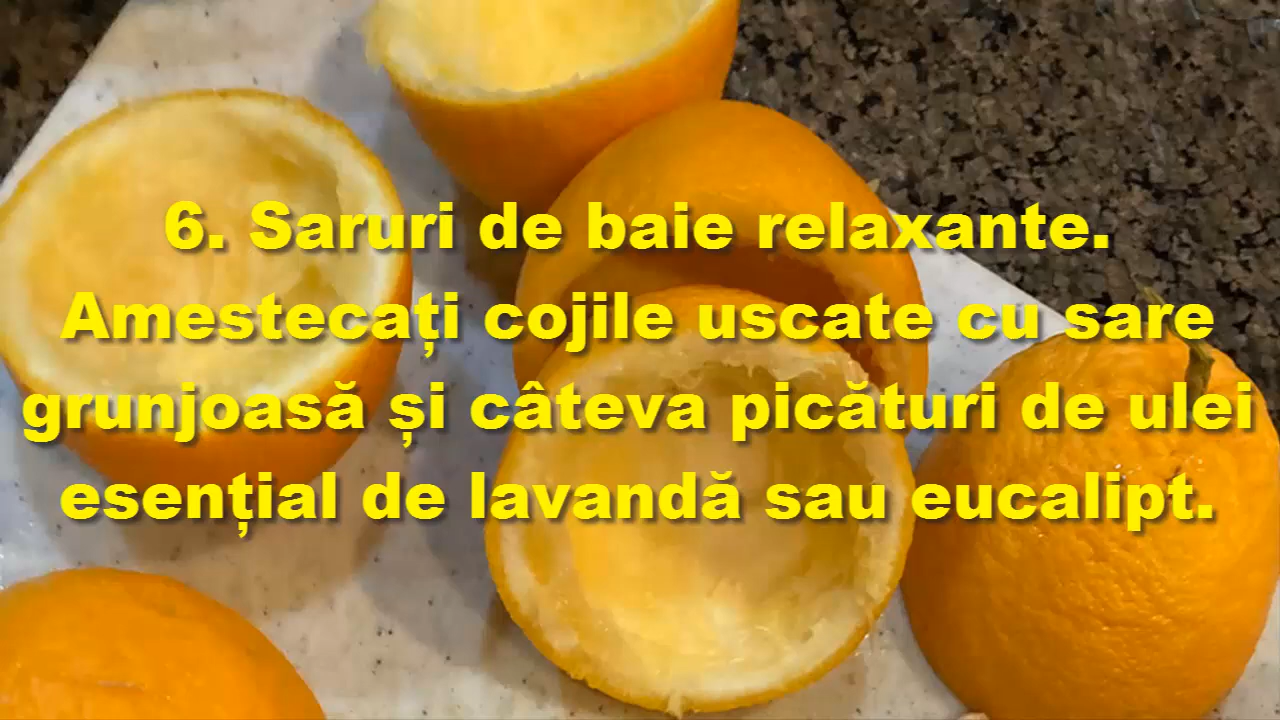 6. Saruri de baie relaxante.
Amestecați cojile uscate cu sare
grunjoasă și câteva picături de ulei
esențial de lavandă sau eucalipt.